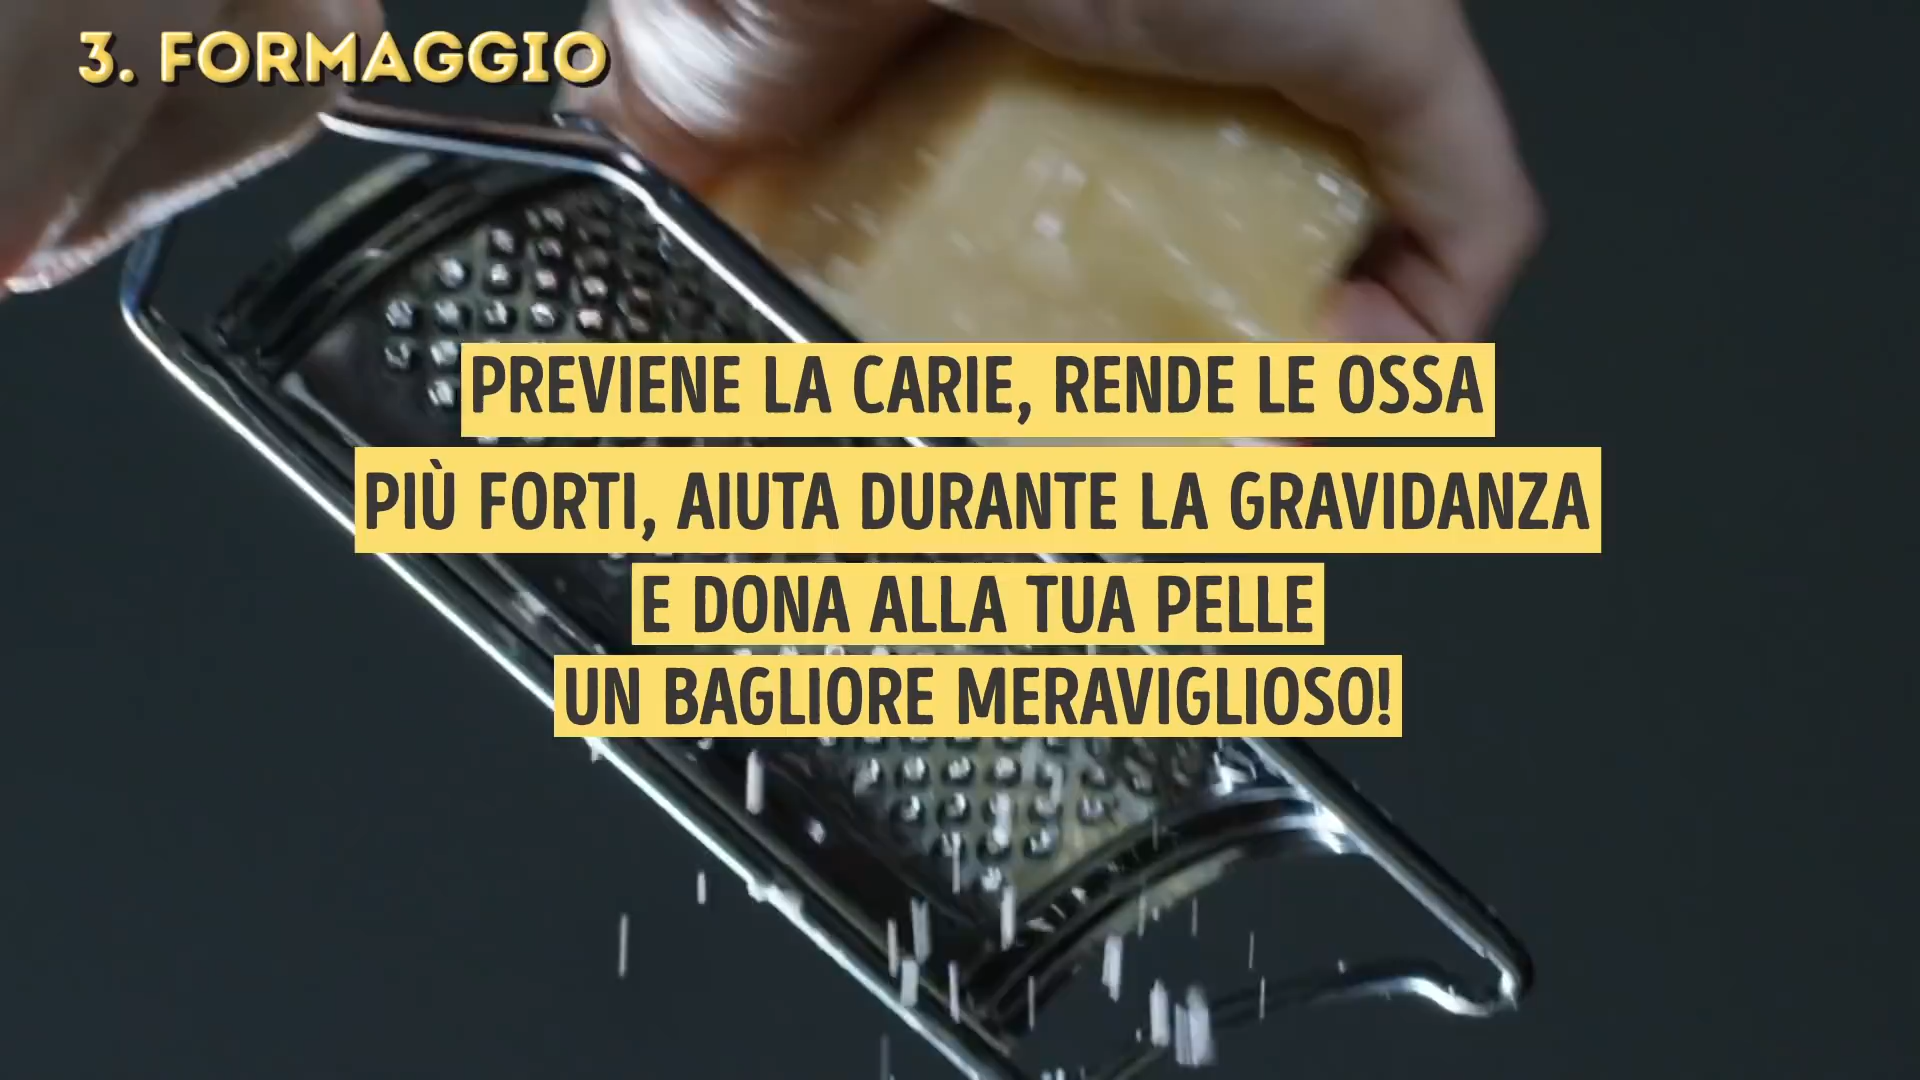 3. FORMAGGIO
PREVIENE LA CARIE, RENDE LE OSSA
PIÙ FORTI, AIUTA DURANTE LA GRAVIDANZA
E DONA ALLA TUA PELLE
UN BAGLIORE MERAVIGLIOSO!